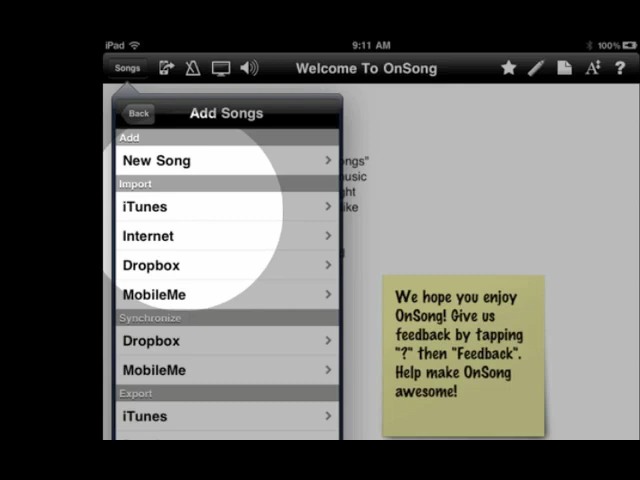 iPad 9:11 AM 100%
Songs Welcome To OnSong A ?
Back Add Songs
Add
New Song
Import
iTunes
Internet
Dropbox
MobileMe
Synchronize
Dropbox
MobileMe
Export
iTunes
ongs"
usic
ght
like
We hope you enjoy
OnSong! Give us
feedback by tapping
"?" then "Feedback".
Help make OnSong
awesome!